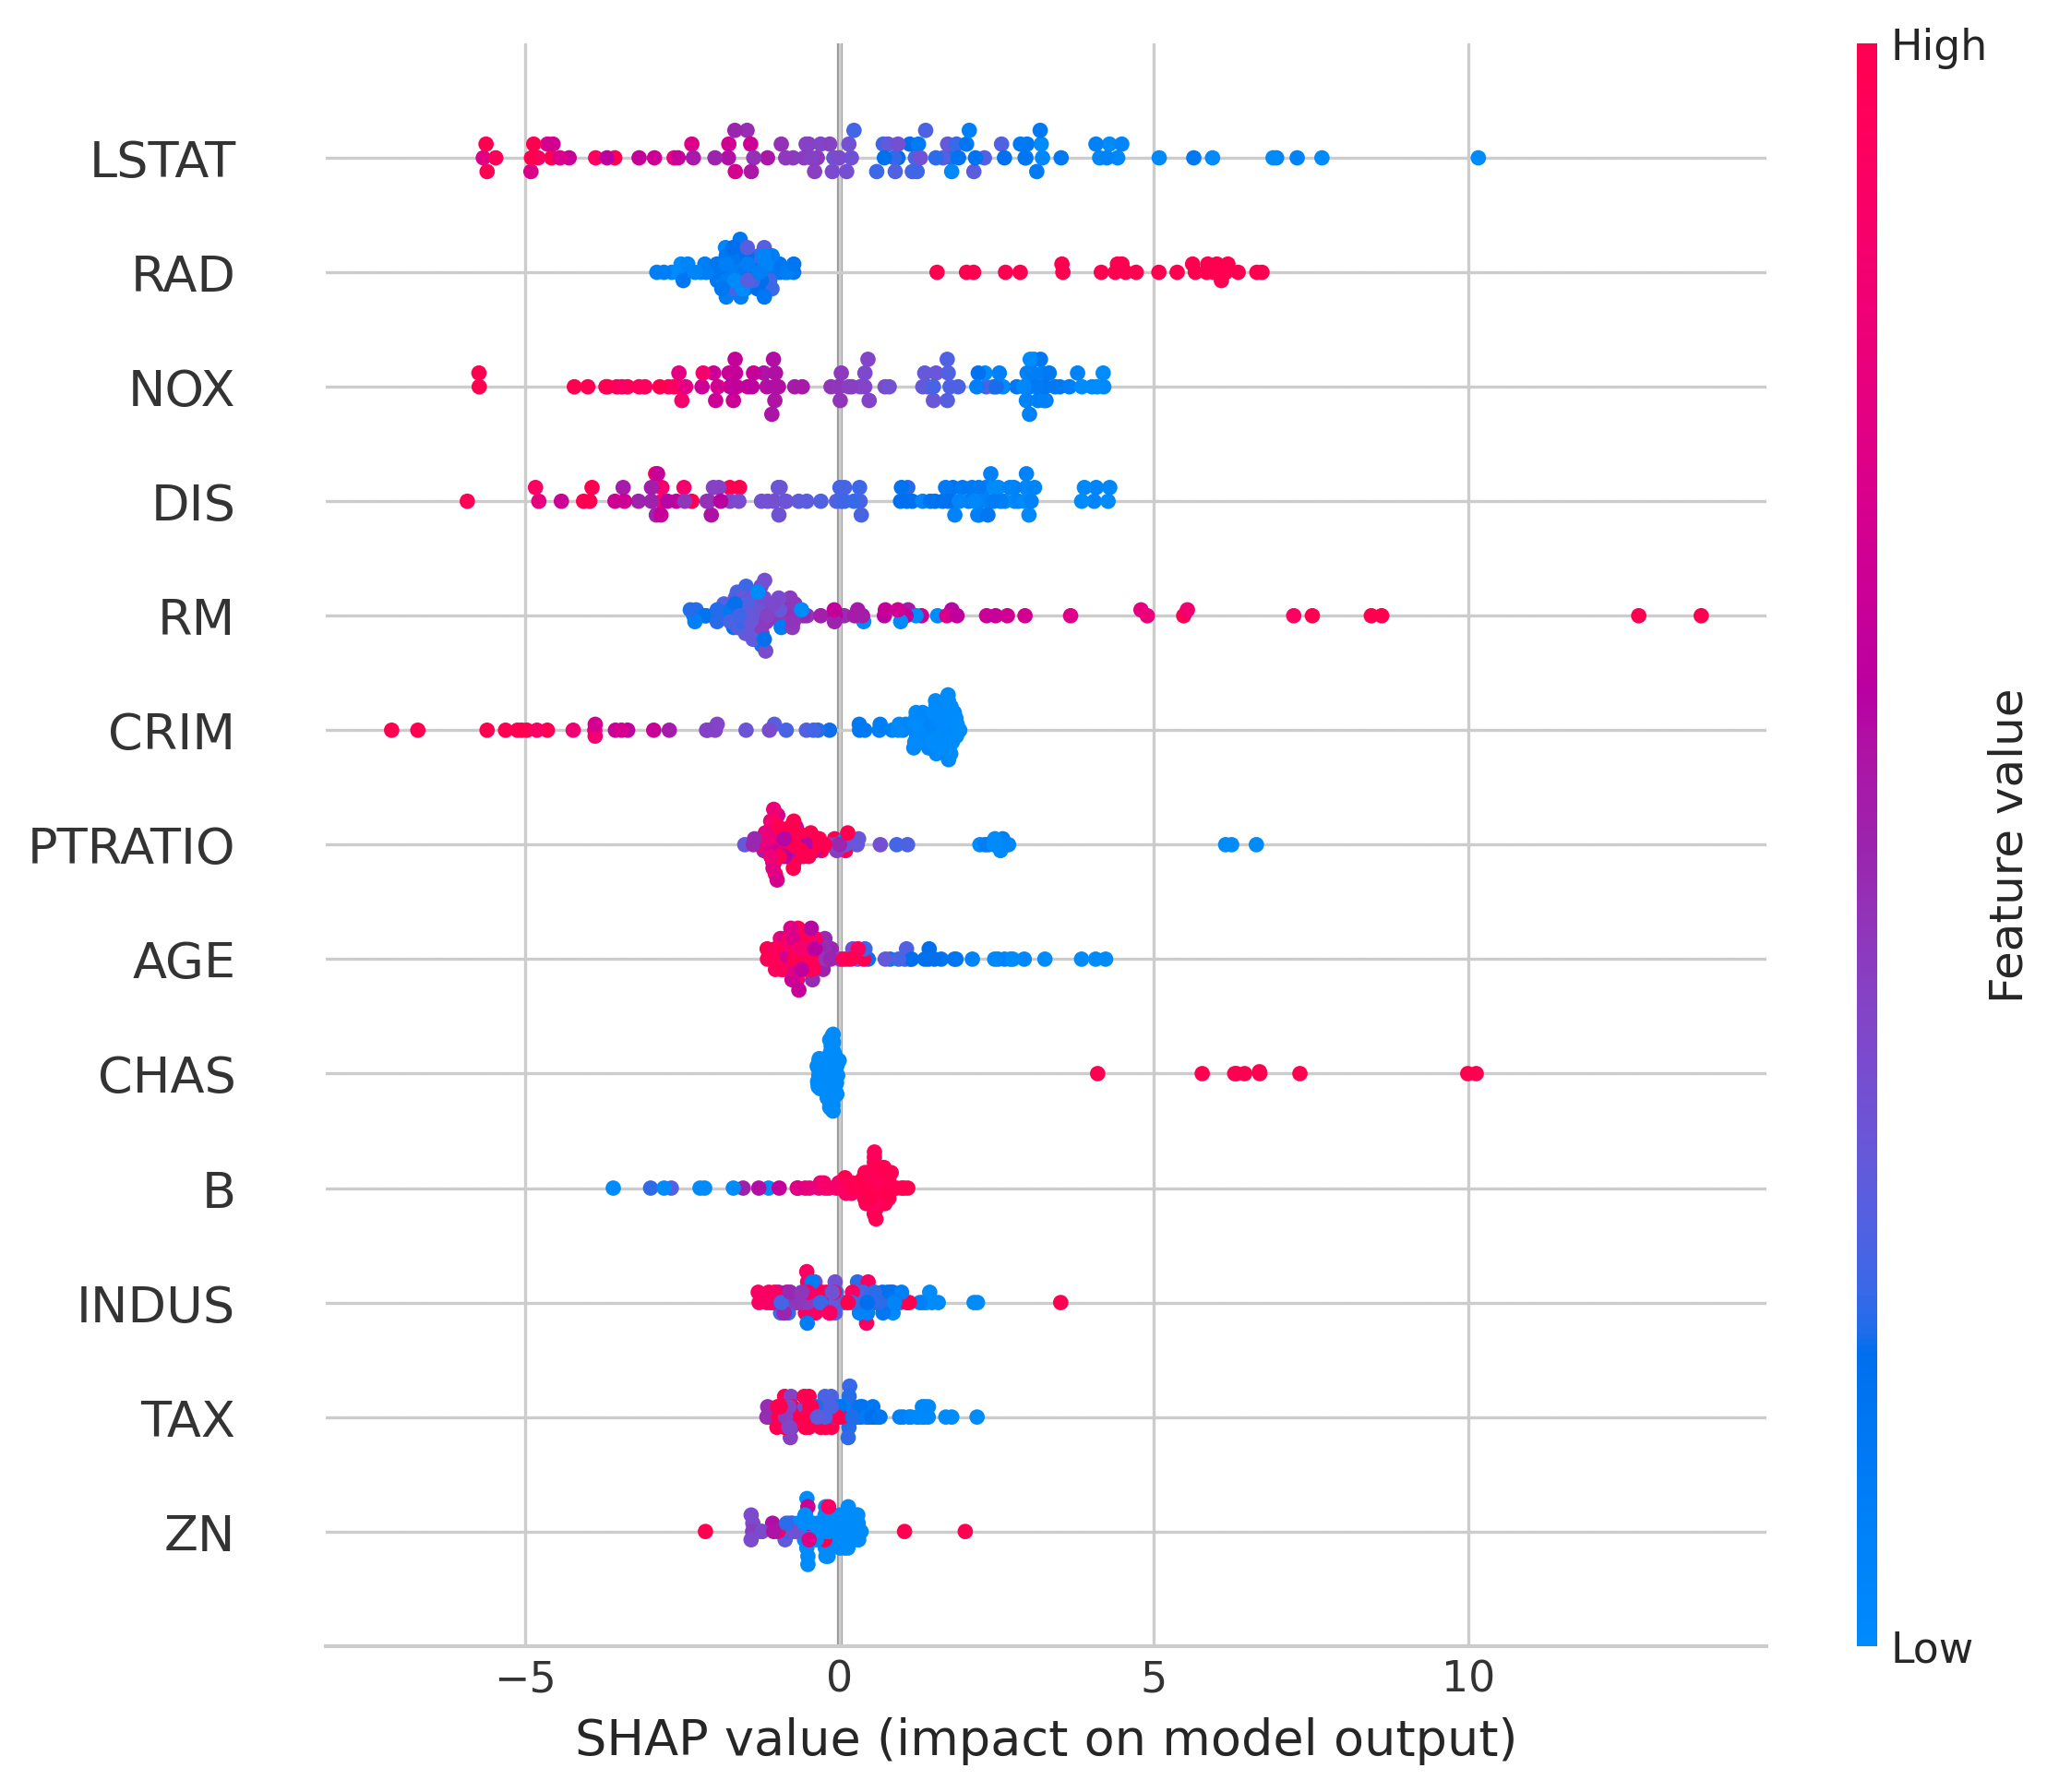 High
LSTAT
RAD
NOX
DIS
RM
CRIM
PTRATIO
AGE
CHAS
B
INDUS
TAX
ZN
Feature value
Low
−5 0 5 10
SHAP value (impact on model output)